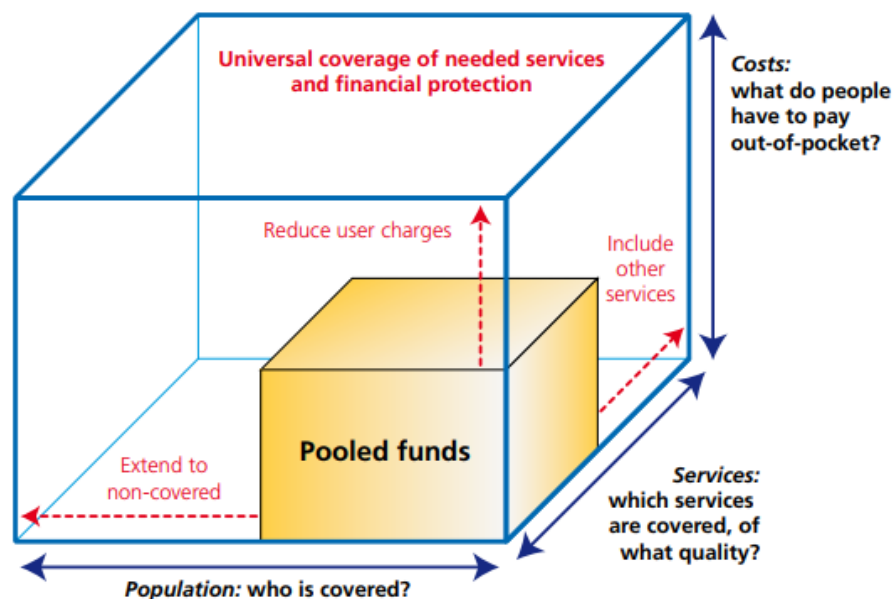 Universal coverage of needed services
and financial protection
Costs:
what do people
have to pay
out-of-pocket?
Reduce user charges
Include
other
services
Pooled funds
Extend to
non-covered
Services:
which services
are covered, of
what quality?
Population: who is covered?